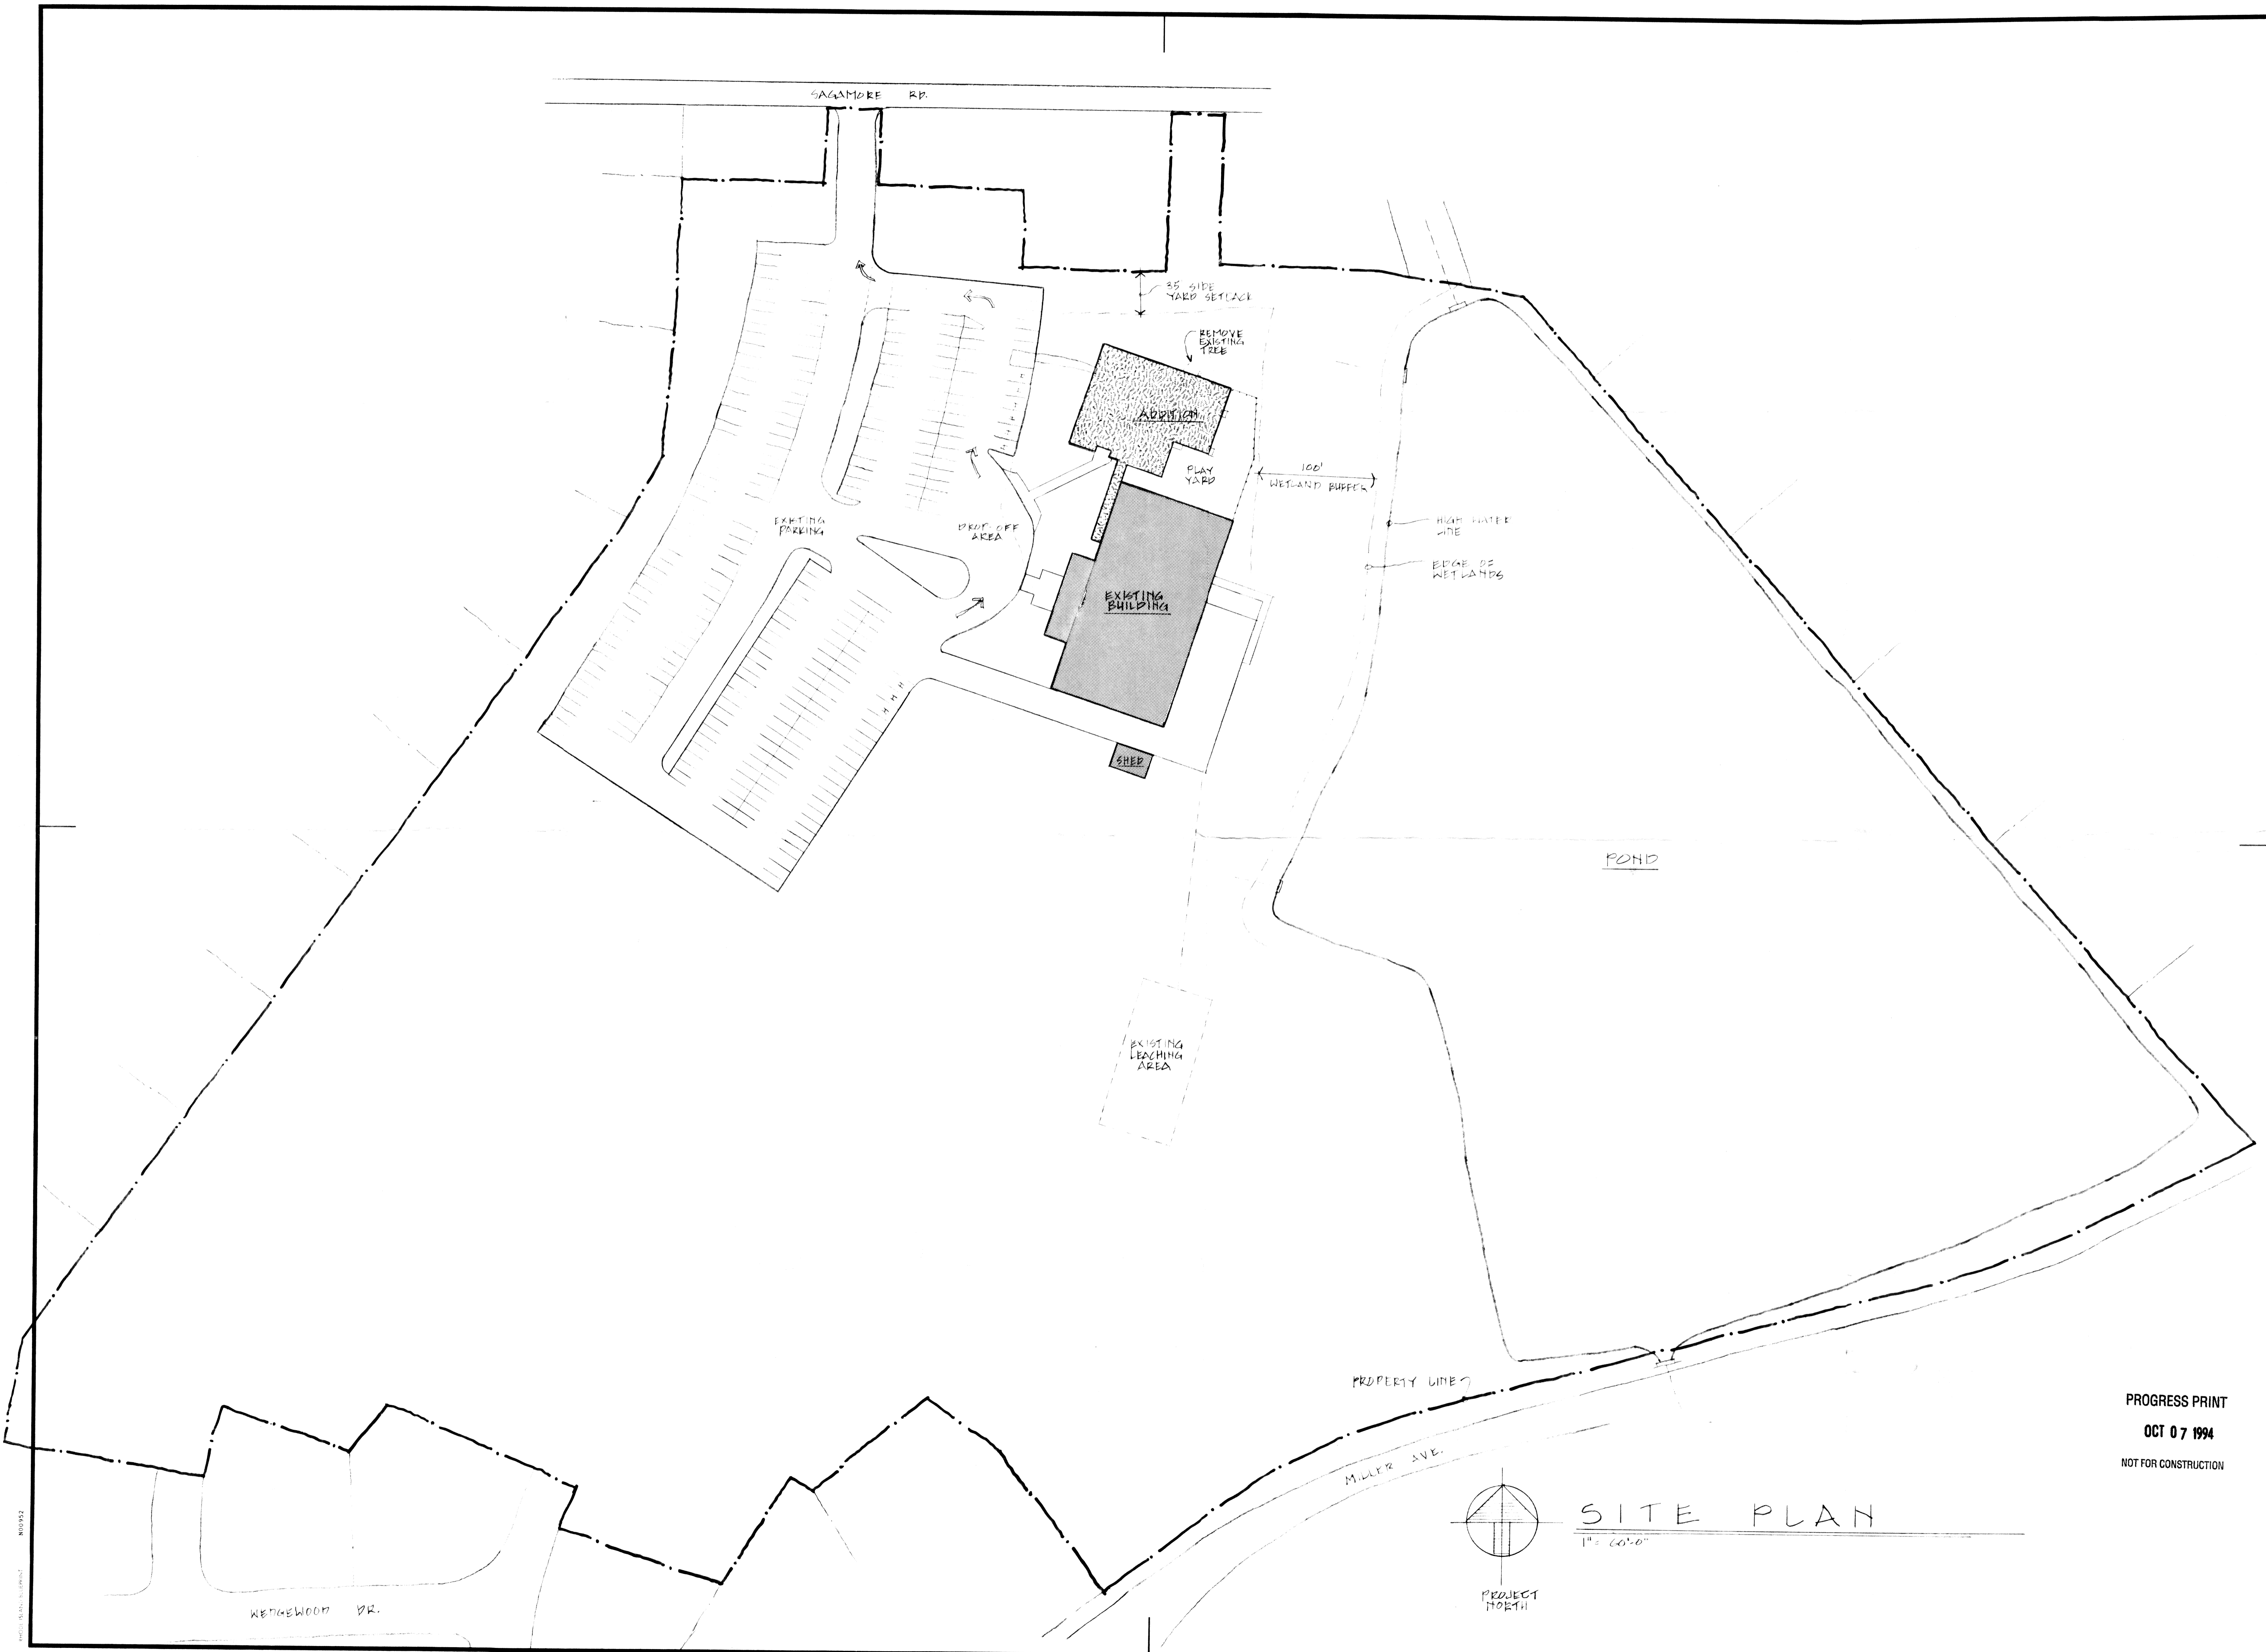 SAGAMORE RD.
35 SIDE
YARD SETBACK
REMOVE
EXISTING
TREE
ADDITION
PLAY
YARD
100'
WETLAND BUFFER
HIGH WATER
LINE
EDGE OF
WETLANDS
EXISTING
PARKING
DROP-OFF
AREA
EXISTING
BUILDING
SHED
POND
EXISTING
LEACHING
AREA
PROPERTY LINE
MILLER AVE.
WEDGEWOOD DR.
PROGRESS PRINT
OCT 07 1994
NOT FOR CONSTRUCTION
SITE PLAN
1" = 60'-0"
PROJECT
NORTH
N00952